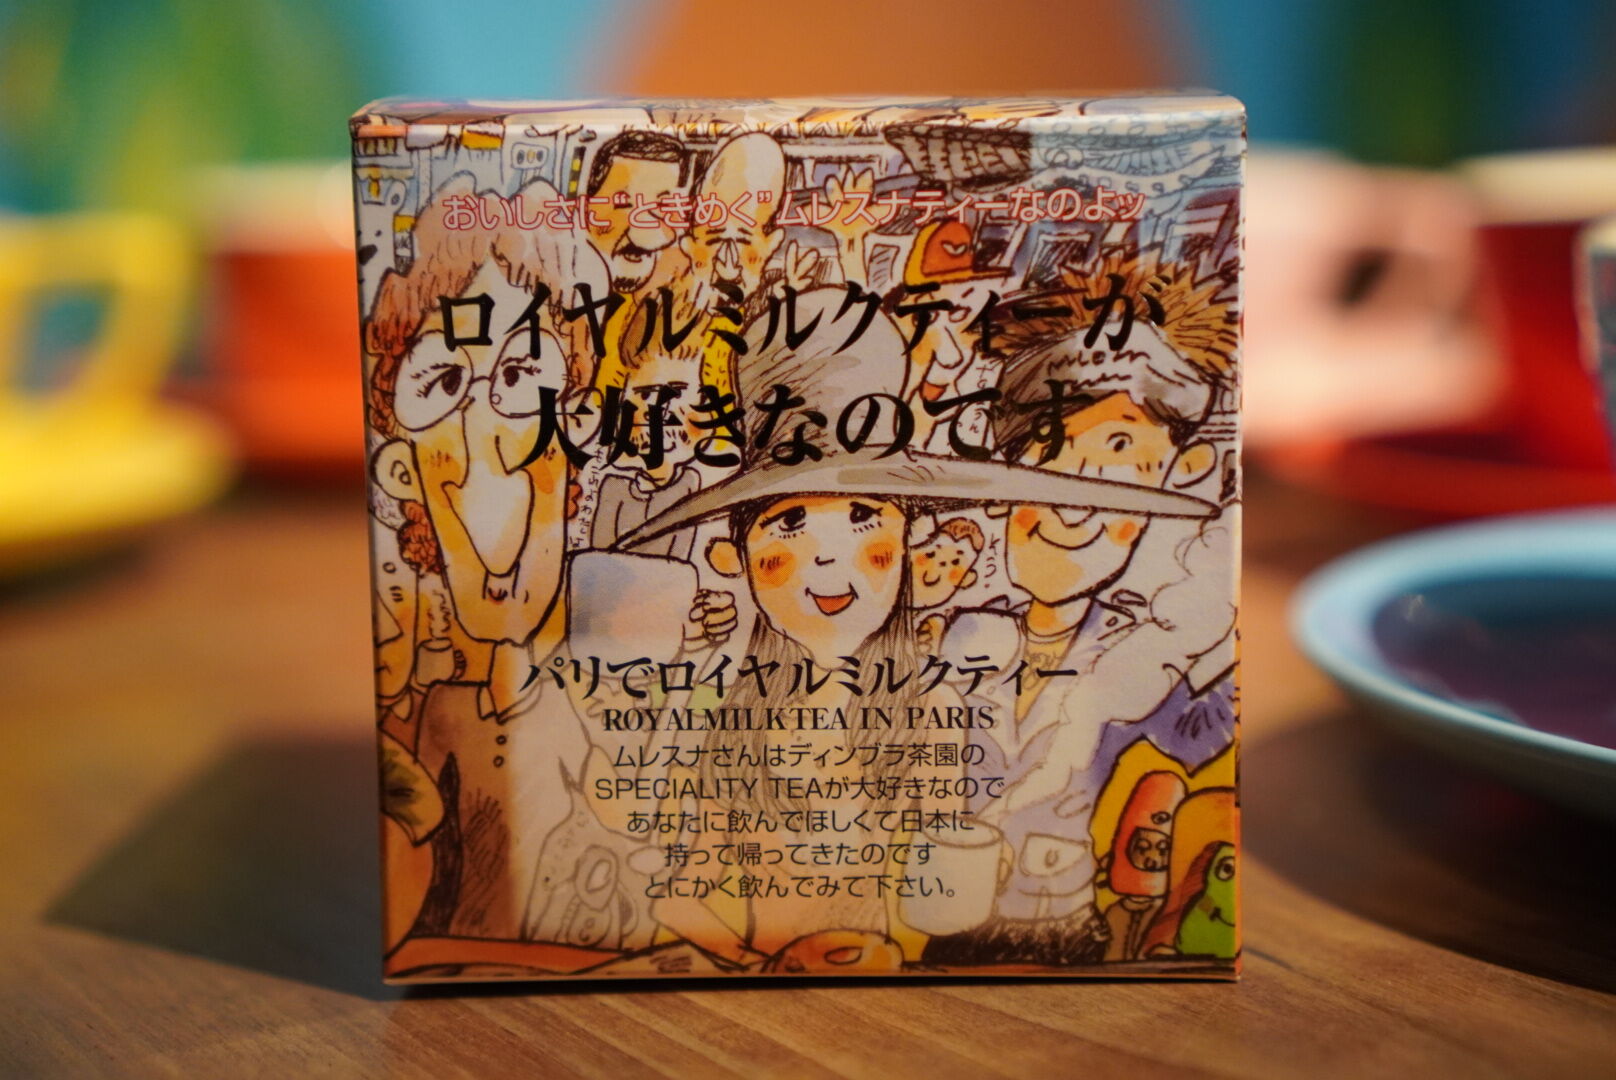 おいしさに“ときめく”ムレスナティーなのよッ
ロイヤルミルクティーが
大好きなのです
パリでロイヤルミルクティー
ROYALMILKTEA IN PARIS
ムレスナさんはディンブラ茶園の
SPECIALITY TEAが大好きなので
あなたに飲んでほしくて日本に
持って帰ってきたのです
とにかく飲んでみて下さい。